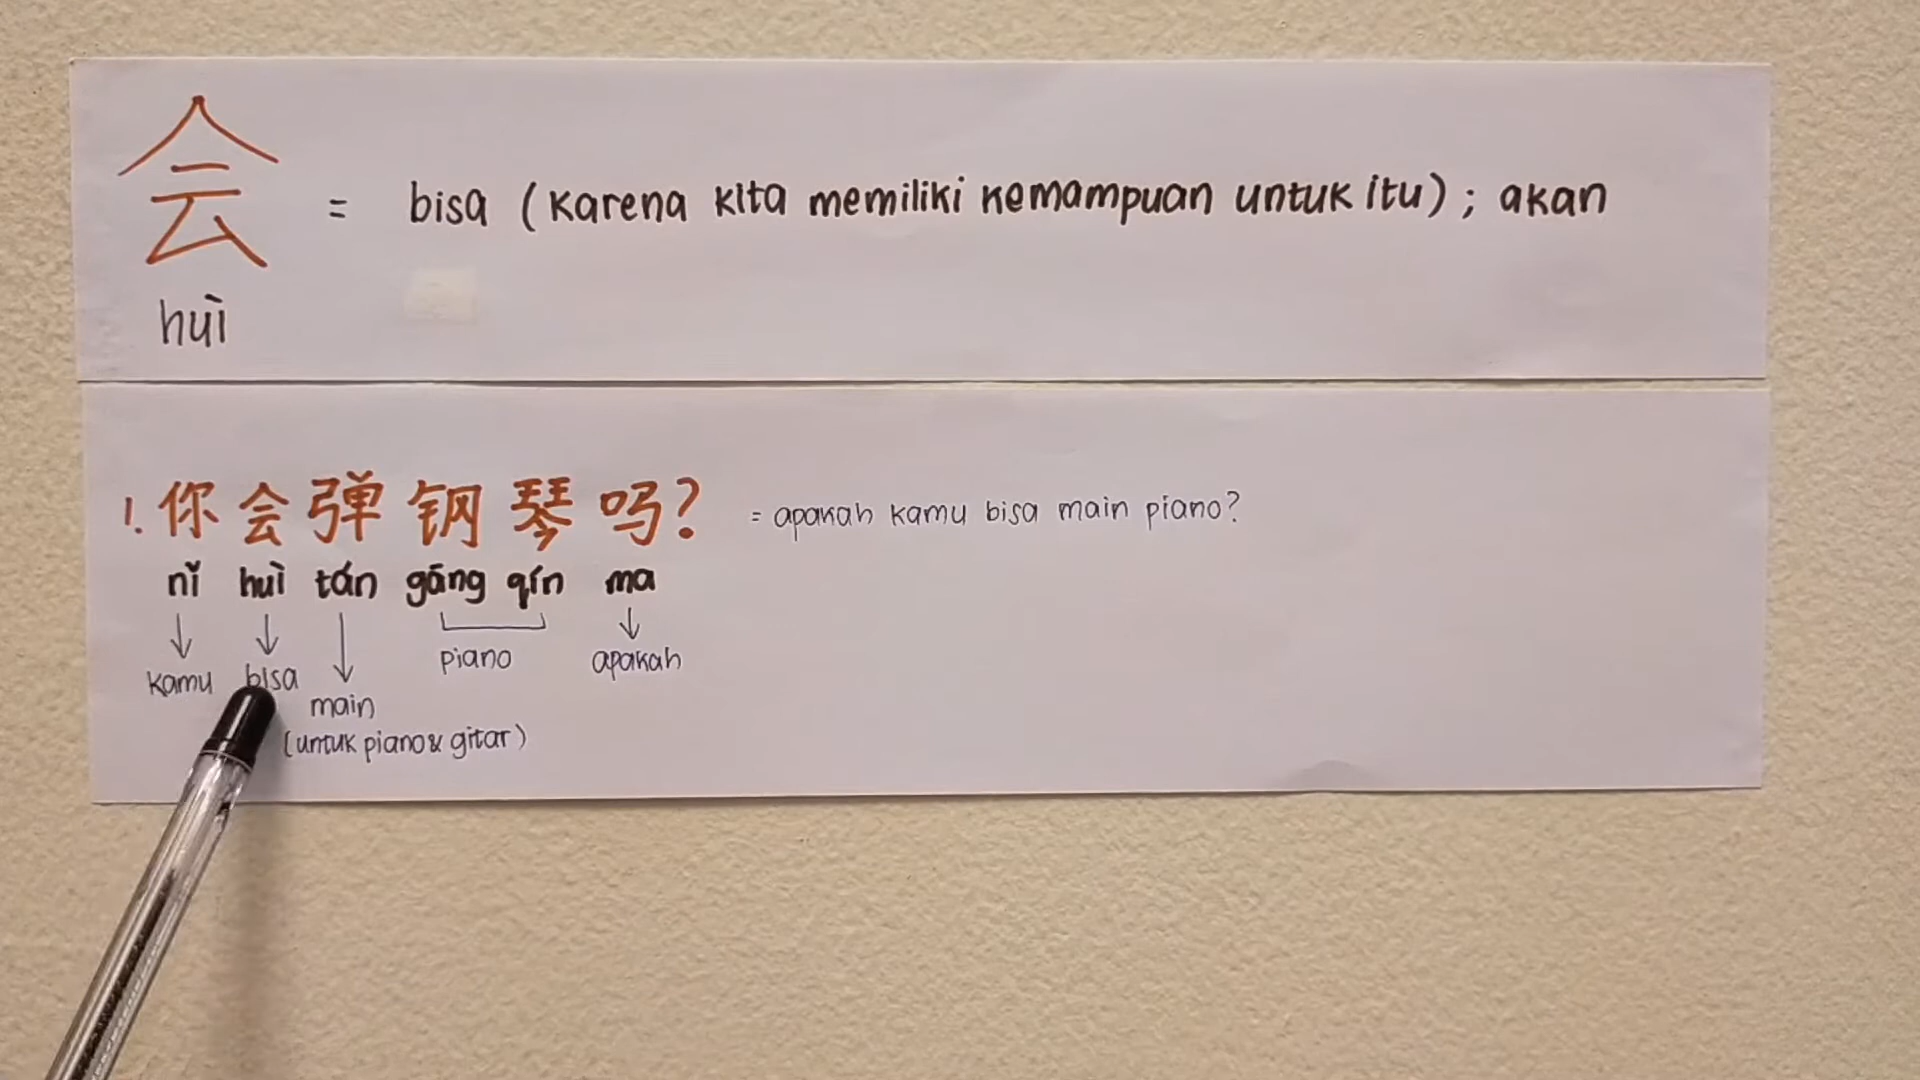 会 = bisa (karena kita memiliki kemampuan untuk itu) ; akan
huì
1. 你会弹钢琴吗? = apakah kamu bisa main piano?
nǐ huì tán gāng qín ma
kamu bisa main piano apakah
(untuk piano & gitar)